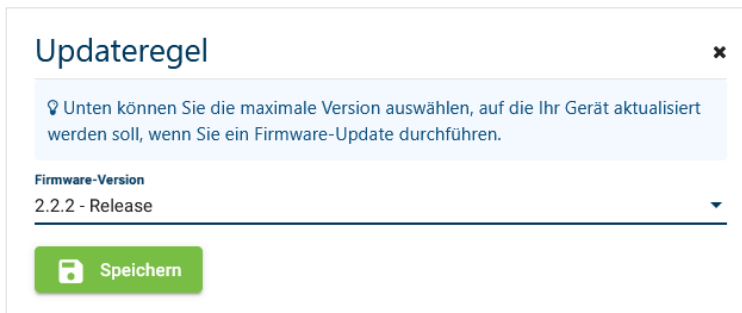 Updateregel
Unten können Sie die maximale Version auswählen, auf die Ihr Gerät aktualisiert
werden soll, wenn Sie ein Firmware-Update durchführen.
Firmware-Version
2.2.2 - Release
Speichern